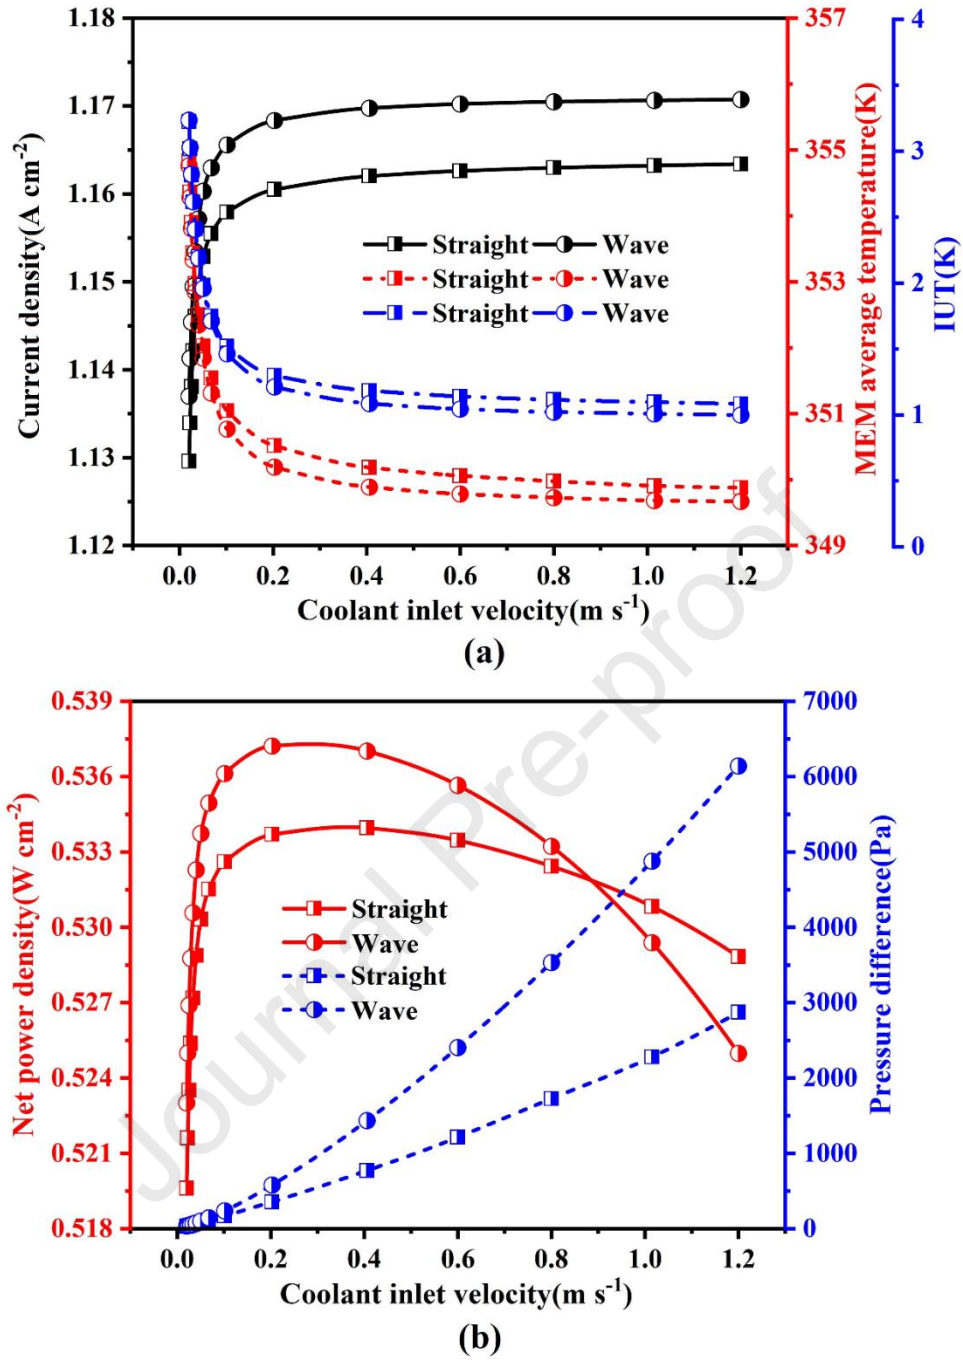 1.18
1.17
1.16
1.15
1.14
1.13
1.12
Current density(A cm⁻²)
357
355
353
351
349
MEM average temperature(K)
4
3
2
1
0
IUT(K)
Straight Wave
Straight Wave
Straight Wave
0.0 0.2 0.4 0.6 0.8 1.0 1.2
Coolant inlet velocity(m s⁻¹)
(a)
0.539
0.536
0.533
0.530
0.527
0.524
0.521
0.518
Net power density(W cm⁻²)
7000
6000
5000
4000
3000
2000
1000
0
Pressure difference(Pa)
Straight
Wave
Straight
Wave
0.0 0.2 0.4 0.6 0.8 1.0 1.2
Coolant inlet velocity(m s⁻¹)
(b)
Journal Pre-proof